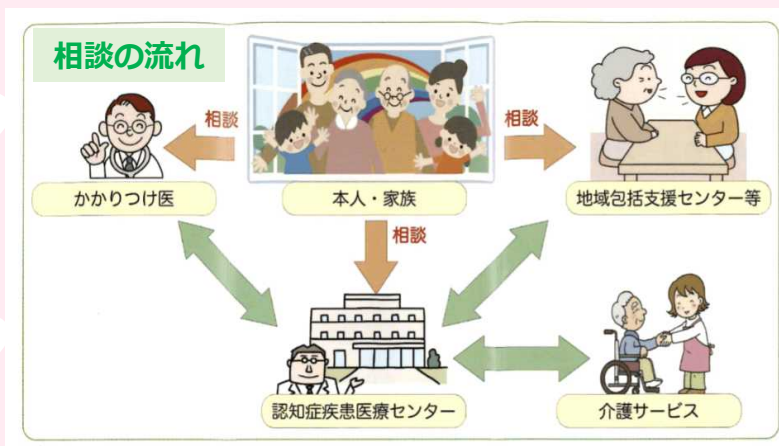 相談の流れ
相談
相談
かかりつけ医
本人・家族
地域包括支援センター等
相談
認知症疾患医療センター
介護サービス